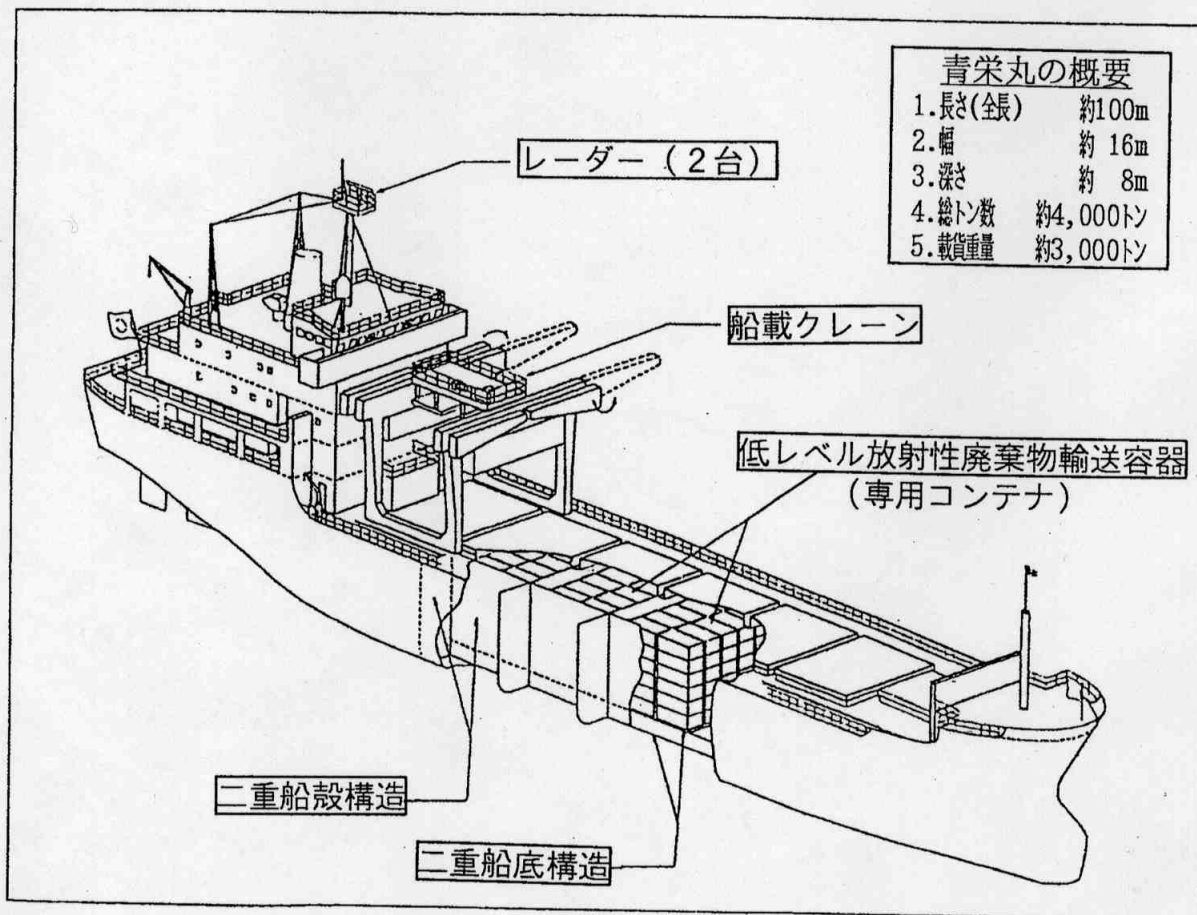 青栄丸の概要
1.長さ(全長) 約100m
2.幅 約 16m
3.深さ 約 8m
4.総トン数 約4,000トン
5.載貨重量 約3,000トン
レーダー（2台）
船載クレーン
低レベル放射性廃棄物輸送容器
（専用コンテナ）
二重船殻構造
二重船底構造